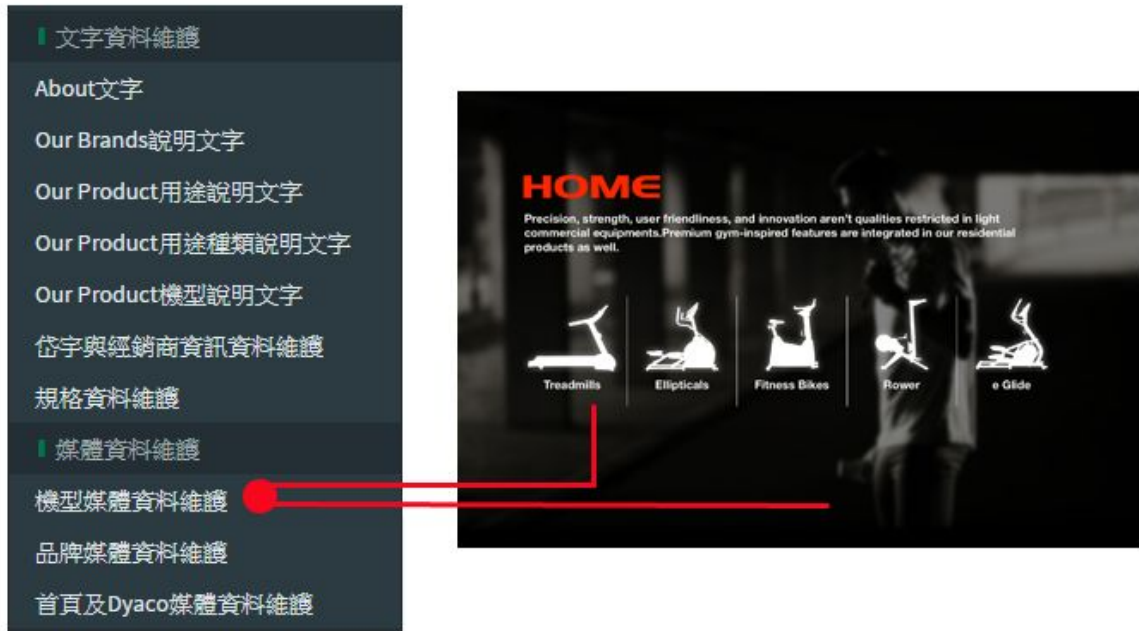 文字資料維護
About文字
Our Brands說明文字
Our Product用途說明文字
Our Product用途種類說明文字
Our Product機型說明文字
岱宇與經銷商資訊資料維護
規格資料維護
媒體資料維護
機型媒體資料維護
品牌媒體資料維護
首頁及Dyaco媒體資料維護
HOME
Precision, strength, user friendliness, and innovation aren't qualities restricted in light
commercial equipments.Premium gym-inspired features are integrated in our residential
products as well.
Treadmills
Ellipticals
Fitness Bikes
Rower
e Glide